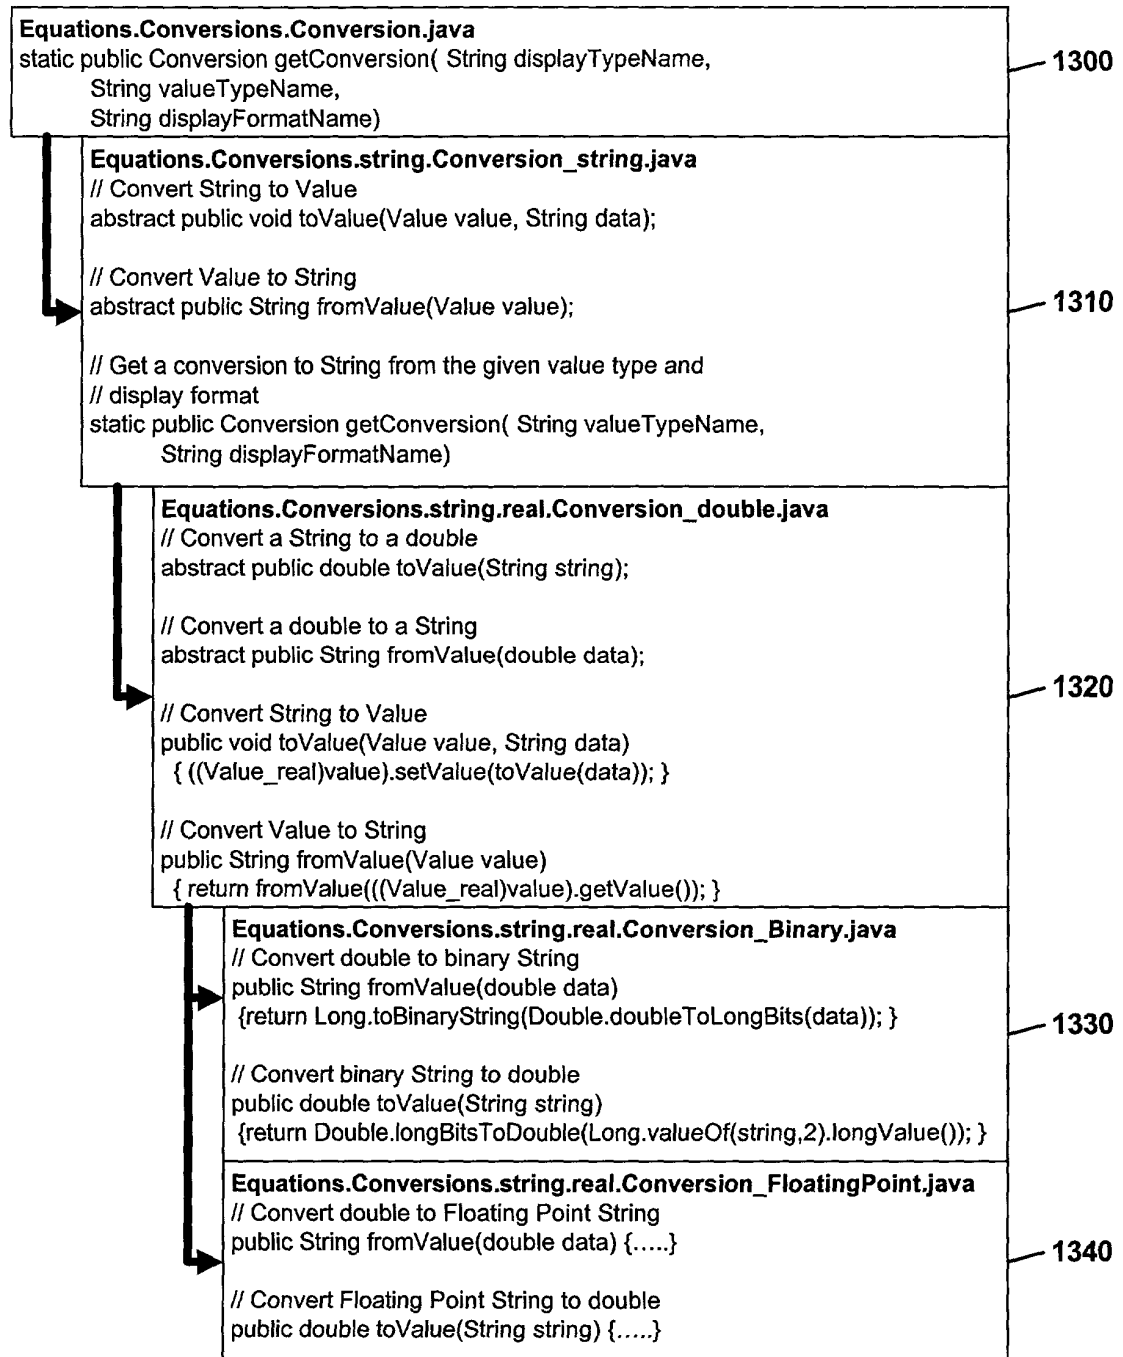 Equations.Conversions.Conversion.java
static public Conversion getConversion( String displayTypeName,
String valueTypeName,
String displayFormatName)
1300
Equations.Conversions.string.Conversion_string.java
// Convert String to Value
abstract public void toValue(Value value, String data);
// Convert Value to String
abstract public String fromValue(Value value);
// Get a conversion to String from the given value type and
// display format
static public Conversion getConversion( String valueTypeName,
String displayFormatName)
1310
Equations.Conversions.string.real.Conversion_double.java
// Convert a String to a double
abstract public double toValue(String string);
// Convert a double to a String
abstract public String fromValue(double data);
// Convert String to Value
public void toValue(Value value, String data)
{ ((Value_real)value).setValue(toValue(data)); }
// Convert Value to String
public String fromValue(Value value)
{ return fromValue(((Value_real)value).getValue()); }
1320
Equations.Conversions.string.real.Conversion_Binary.java
// Convert double to binary String
public String fromValue(double data)
{return Long.toBinaryString(Double.doubleToLongBits(data)); }
// Convert binary String to double
public double toValue(String string)
{return Double.longBitsToDouble(Long.valueOf(string,2).longValue()); }
1330
Equations.Conversions.string.real.Conversion_FloatingPoint.java
// Convert double to Floating Point String
public String fromValue(double data) {.....}
// Convert Floating Point String to double
public double toValue(String string) {.....}
1340